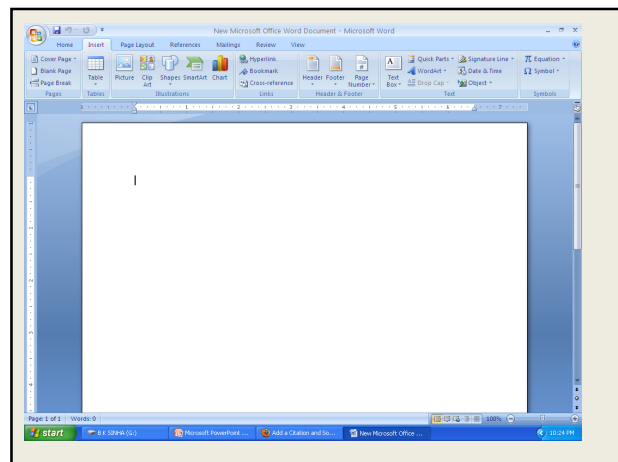 New Microsoft Office Word Document - Microsoft Word
Home Insert Page Layout References Mailings Review View
Cover Page
Blank Page
Page Break
Pages
Table
Tables
Picture Clip Art Shapes SmartArt Chart
Illustrations
Hyperlink
Bookmark
Cross-reference
Links
Header Footer Page Number
Header & Footer
Text Box
Quick Parts
WordArt
Drop Cap
Signature Line
Date & Time
Object
Text
Equation
Symbol
Symbols
Page: 1 of 1 Words: 0 100%
start B K SINHA (G:) Microsoft PowerPoint ... Add a Citation and So... New Microsoft Office ... 10:24 PM